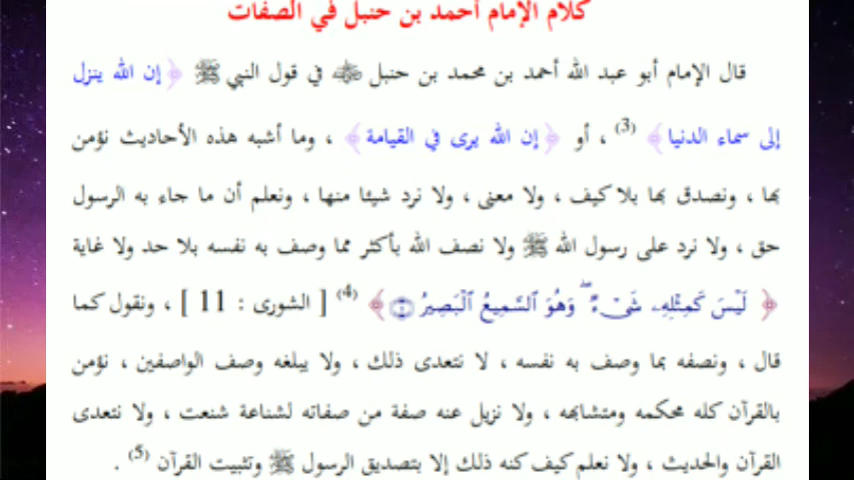 كلام الإمام أحمد بن حنبل في الصفات
قال الإمام أبو عبد الله أحمد بن محمد بن حنبل ﷺ في قول النبي ﷺ ﴿ إن الله ينزل
إلى سماء الدنيا ﴾ (3) ، أو ﴿ إن الله يرى في القيامة ﴾ ، وما أشبه هذه الأحاديث نؤمن
بها ، ونصدق بها بلا كيف ، ولا معنى ، ولا نرد شيئا منها ، ونعلم أن ما جاء به الرسول
حق ، ولا نرد على رسول الله ﷺ ولا نصف الله بأكثر مما وصف به نفسه بلا حد ولا غاية
﴿ لَيْسَ كَمِثْلِهِۦ شَىْءٌ ۖ وَهُوَ ٱلسَّمِيعُ ٱلْبَصِيرُ ﴾ (4) [ الشورى : 11 ] ، ونقول كما
قال ، ونصفه بما وصف به نفسه ، لا نتعدى ذلك ، ولا يبلغه وصف الواصفين ، نؤمن
بالقرآن كله محكمه ومتشابهه ، ولا نزيل عنه صفة من صفاته لشناعة شنعت ، ولا نتعدى
القرآن والحديث ، ولا نعلم كيف كنه ذلك إلا بتصديق الرسول ﷺ وتثبيت القرآن (5) .